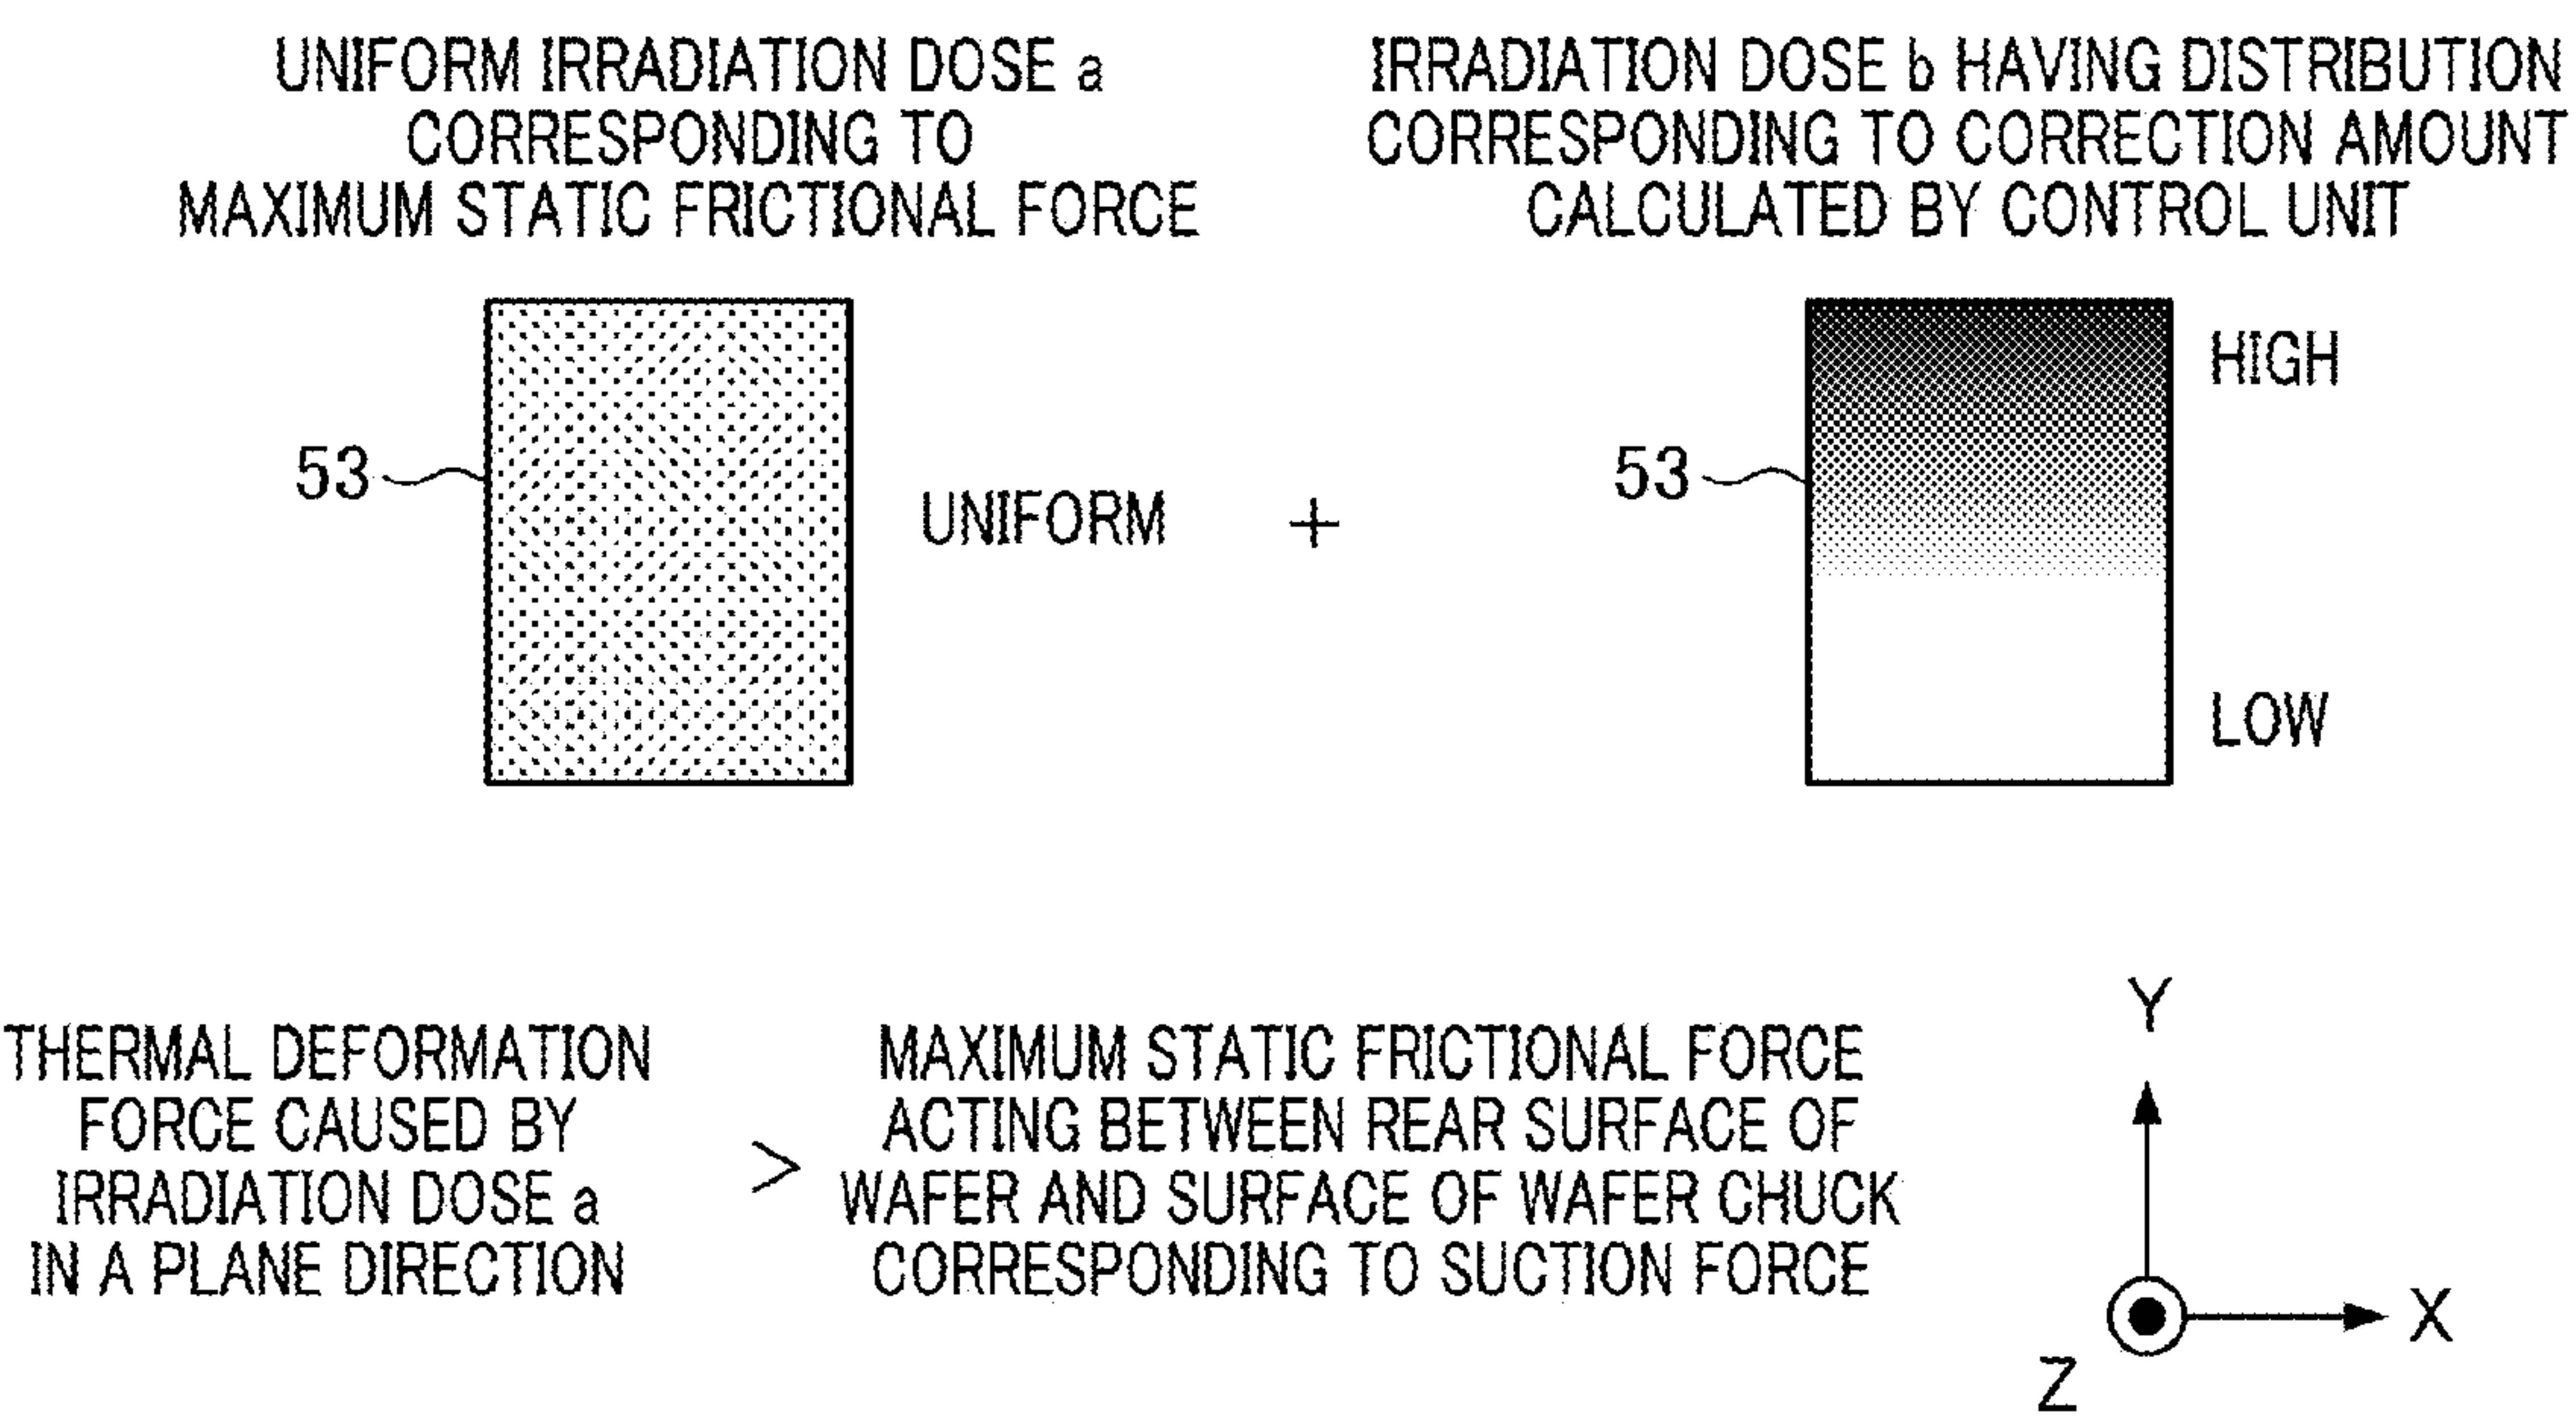 UNIFORM IRRADIATION DOSE a
CORRESPONDING TO
MAXIMUM STATIC FRICTIONAL FORCE
IRRADIATION DOSE b HAVING DISTRIBUTION
CORRESPONDING TO CORRECTION AMOUNT
CALCULATED BY CONTROL UNIT
53
UNIFORM
+
53
HIGH
LOW
THERMAL DEFORMATION
FORCE CAUSED BY
IRRADIATION DOSE a
IN A PLANE DIRECTION
>
MAXIMUM STATIC FRICTIONAL FORCE
ACTING BETWEEN REAR SURFACE OF
WAFER AND SURFACE OF WAFER CHUCK
CORRESPONDING TO SUCTION FORCE
Y
X
Z